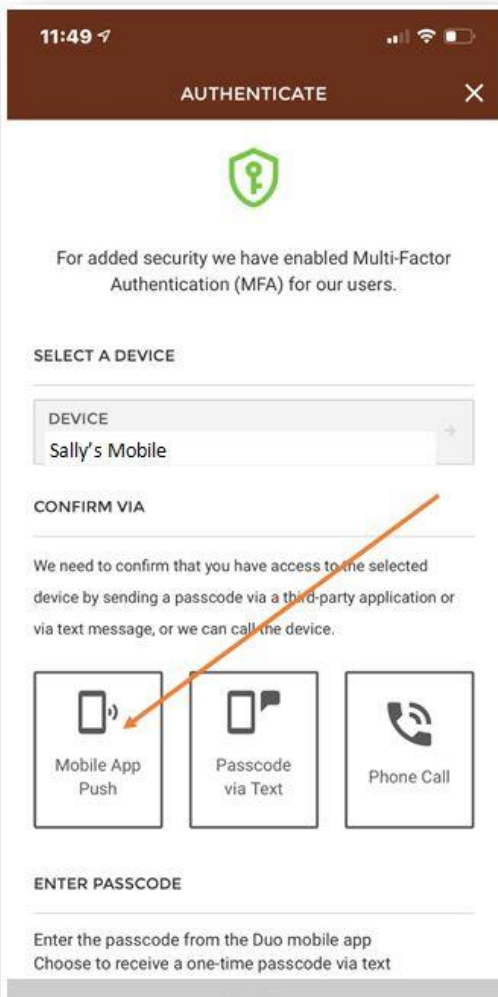 11:49
AUTHENTICATE
For added security we have enabled Multi-Factor
Authentication (MFA) for our users.
SELECT A DEVICE
DEVICE
Sally's Mobile
CONFIRM VIA
We need to confirm that you have access to the selected
device by sending a passcode via a third-party application or
via text message, or we can call the device.
Mobile App
Push
Passcode
via Text
Phone Call
ENTER PASSCODE
Enter the passcode from the Duo mobile app
Choose to receive a one-time passcode via text